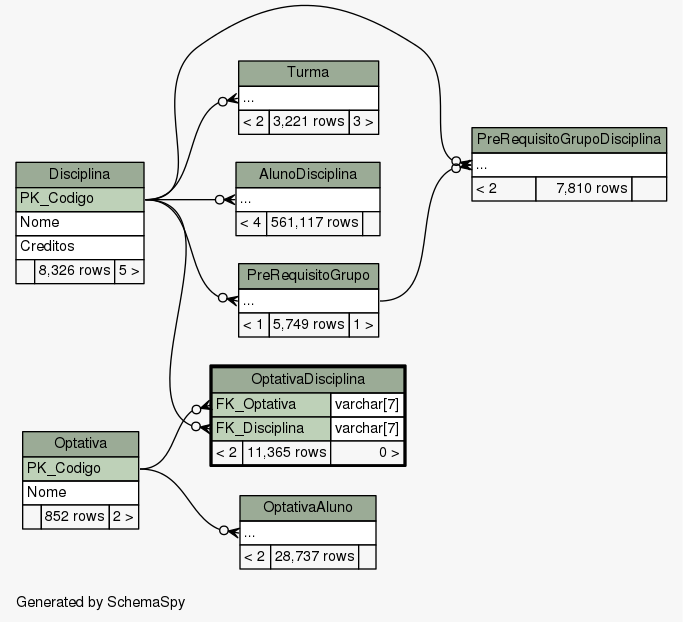 Turma
...
< 2 3,221 rows 3 >
PreRequisitoGrupoDisciplina
...
< 2 7,810 rows
Disciplina
PK_Codigo
Nome
Creditos
8,326 rows 5 >
AlunoDisciplina
...
< 4 561,117 rows
PreRequisitoGrupo
...
< 1 5,749 rows 1 >
OptativaDisciplina
FK_Optativa varchar[7]
FK_Disciplina varchar[7]
< 2 11,365 rows 0 >
Optativa
PK_Codigo
Nome
852 rows 2 >
OptativaAluno
...
< 2 28,737 rows
Generated by SchemaSpy